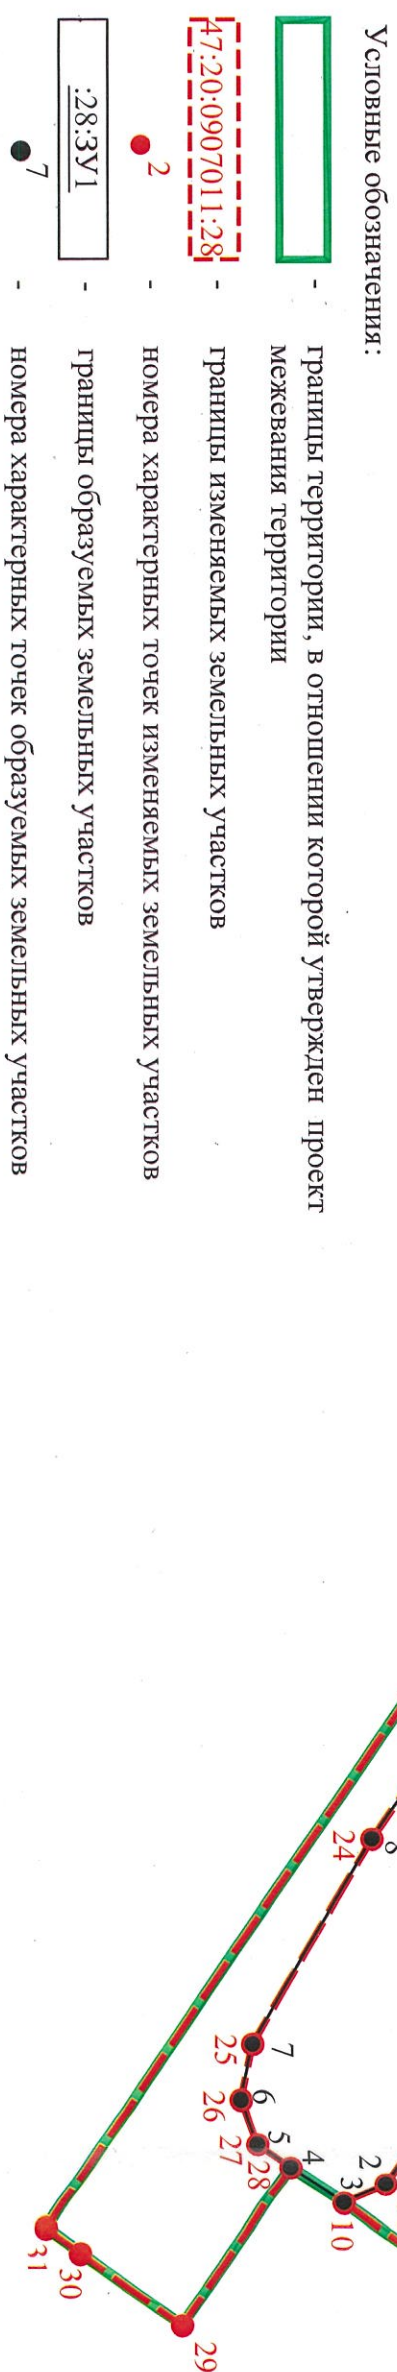 Условные обозначения:
- границы территории, в отношении которой утвержден проект
межевания территории
47:20:0907011:28 - границы изменяемых земельных участков
2 - номера характерных точек изменяемых земельных участков
:28:ЗУ1 - границы образуемых земельных участков
7 - номера характерных точек образуемых земельных участков
24
7
25
6
26
5
27
28
4
3
10
2
29
30
31